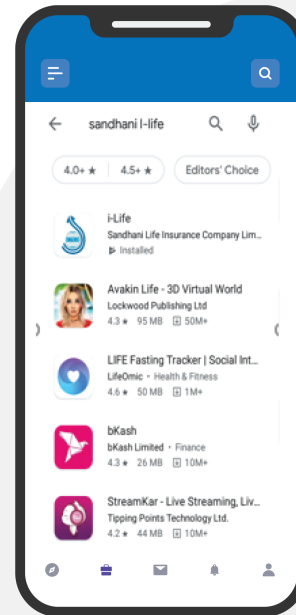 sandhani l-life
4.0+ ★ 4.5+ ★ Editors' Choice
i-Life
Sandhani Life Insurance Company Lim...
Installed
Avakin Life - 3D Virtual World
Lockwood Publishing Ltd
4.3 ★ 95 MB 50M+
LIFE Fasting Tracker | Social Int...
LifeOmic • Health & Fitness
4.6 ★ 50 MB 1M+
bKash
bKash Limited • Finance
4.3 ★ 26 MB 10M+
StreamKar - Live Streaming, Liv...
Tipping Points Technology Ltd.
4.2 ★ 44 MB 10M+